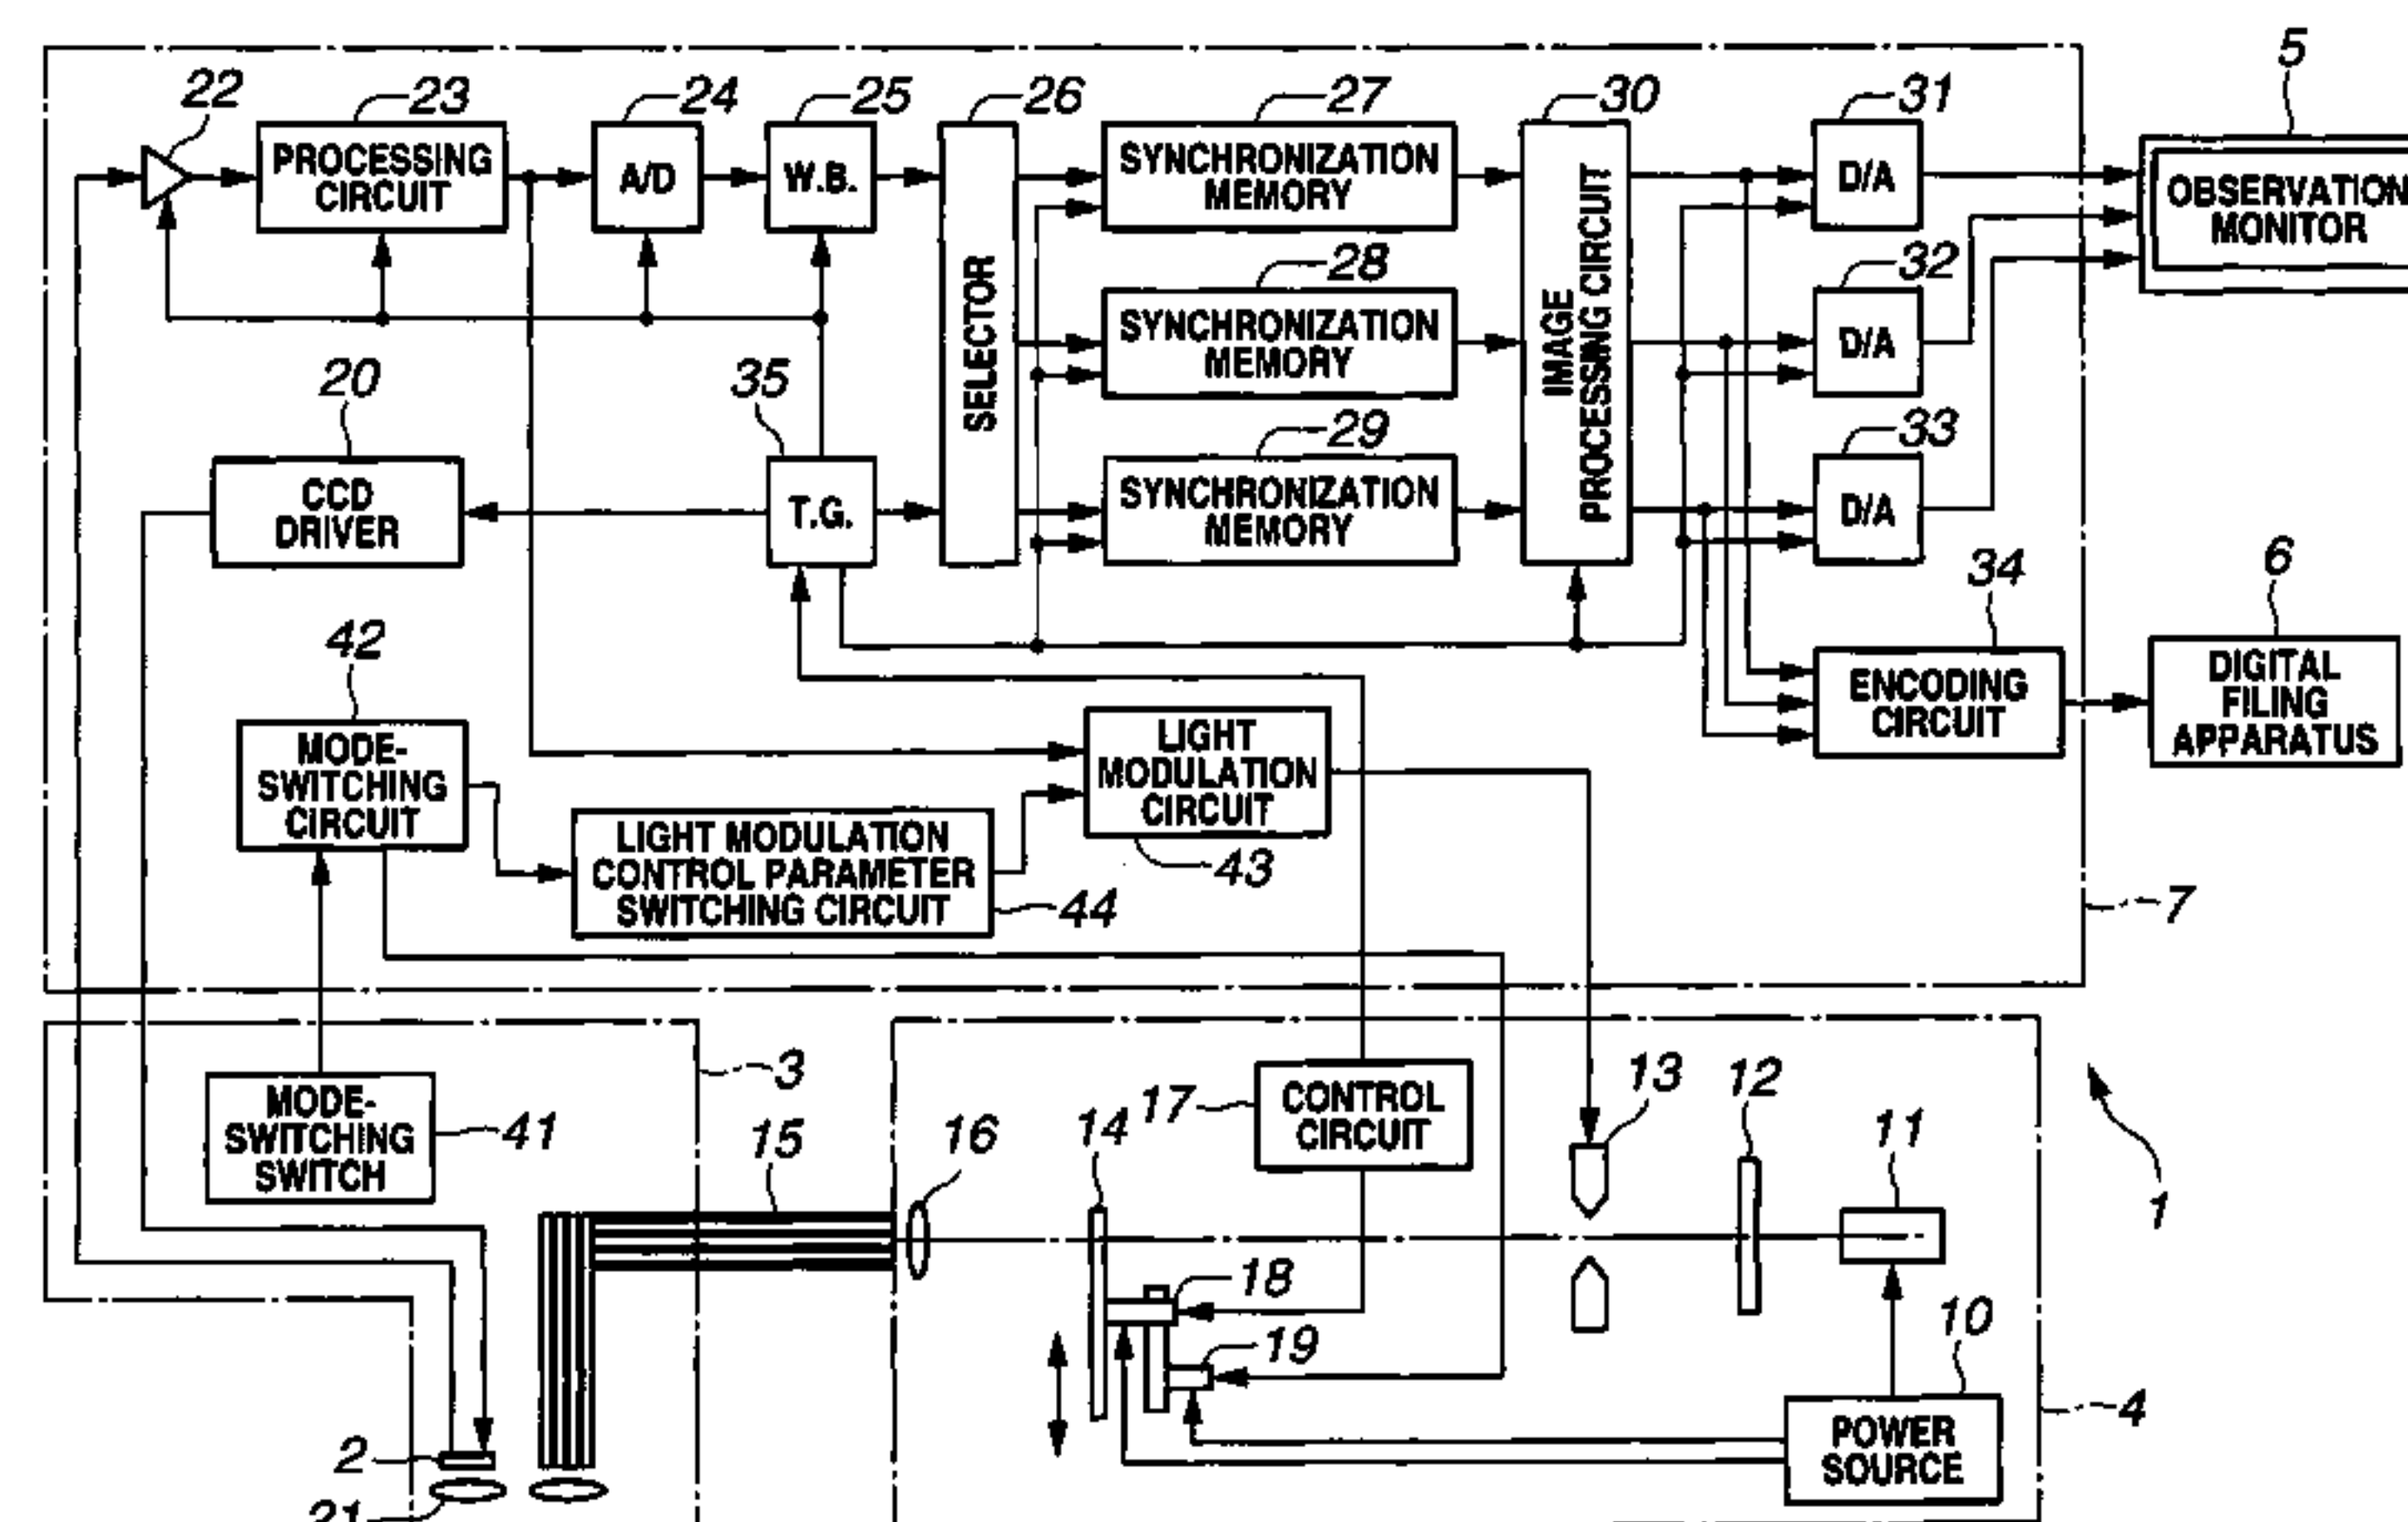 22
23
24
25
26
27
30
31
5
PROCESSING
CIRCUIT
A/D
W.B.
SELECTOR
SYNCHRONIZATION
MEMORY
IMAGE
PROCESSING CIRCUIT
D/A
OBSERVATION
MONITOR
28
32
SYNCHRONIZATION
MEMORY
D/A
20
35
29
33
CCD
DRIVER
T.G.
SYNCHRONIZATION
MEMORY
D/A
34
6
42
ENCODING
CIRCUIT
DIGITAL
FILING
APPARATUS
MODE-
SWITCHING
CIRCUIT
LIGHT
MODULATION
CIRCUIT
43
LIGHT MODULATION
CONTROL PARAMETER
SWITCHING CIRCUIT
44
7
3
MODE-
SWITCHING
SWITCH
41
15
16
14
17
CONTROL
CIRCUIT
13
12
11
1
18
19
10
4
POWER
SOURCE
2
21